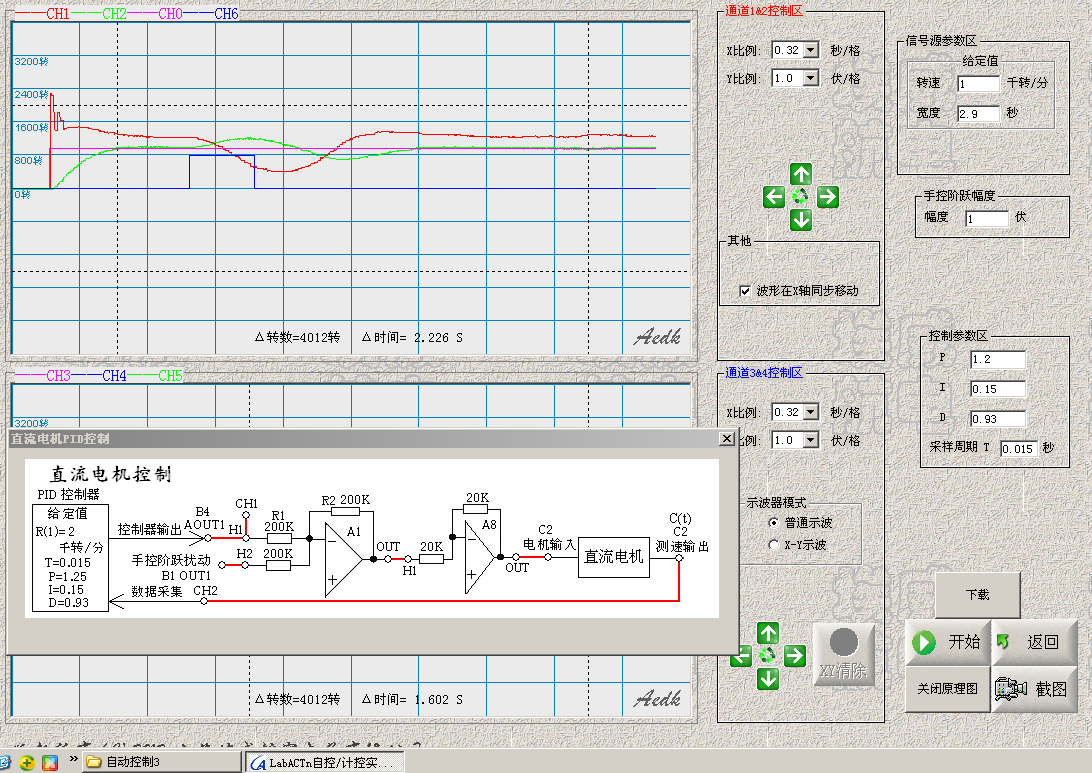 CH1 CH2 CH0 CH6
3200转
2400转
1600转
800转
0转
△转数=4012转 △时间= 2.226 S
Aedk
通道1&2控制区
X比例: 0.32 秒/格
Y比例: 1.0 伏/格
其他
波形在X轴同步移动
信号源参数区
给定值
转速 1 千转/分
宽度 2.9 秒
手控阶跃幅度
幅度 1 伏
控制参数区
P 1.2
I 0.15
D 0.93
采样周期 T 0.015 秒
CH3 CH4 CH5
3200转
通道3&4控制区
X比例: 0.32 秒/格
比例: 1.0 伏/格
示波器模式
普通示波
X-Y示波
直流电机PID控制
直流电机控制
PID 控制器
给定值
R(1)= 2
千转/分
T=0.015
P=1.25
I=0.15
D=0.93
控制器输出
B4
AOUT1
H1
CH1
R1
200K
R2 200K
A1
手控阶跃扰动
B1 OUT1
H2
200K
数据采集 CH2
OUT
H1
20K
20K
A8
OUT
C2
电机输入
直流电机
C(t)
C2
测速输出
△转数=4012转 △时间= 1.602 S
Aedk
XY清除
下载
开始
返回
关闭原理图
截图
自动控制3
LabACTn自控/计控实...